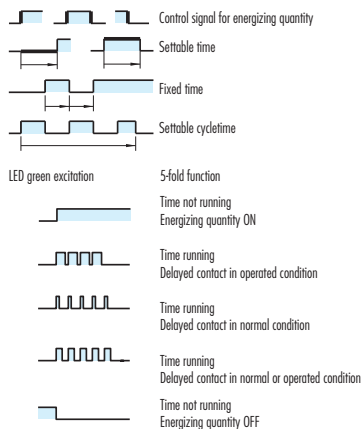 Control signal for energizing quantity
Settable time
Fixed time
Settable cycletime
LED green excitation
5-fold function
Time not running
Energizing quantity ON
Time running
Delayed contact in operated condition
Time running
Delayed contact in normal condition
Time running
Delayed contact in normal or operated condition
Time not running
Energizing quantity OFF